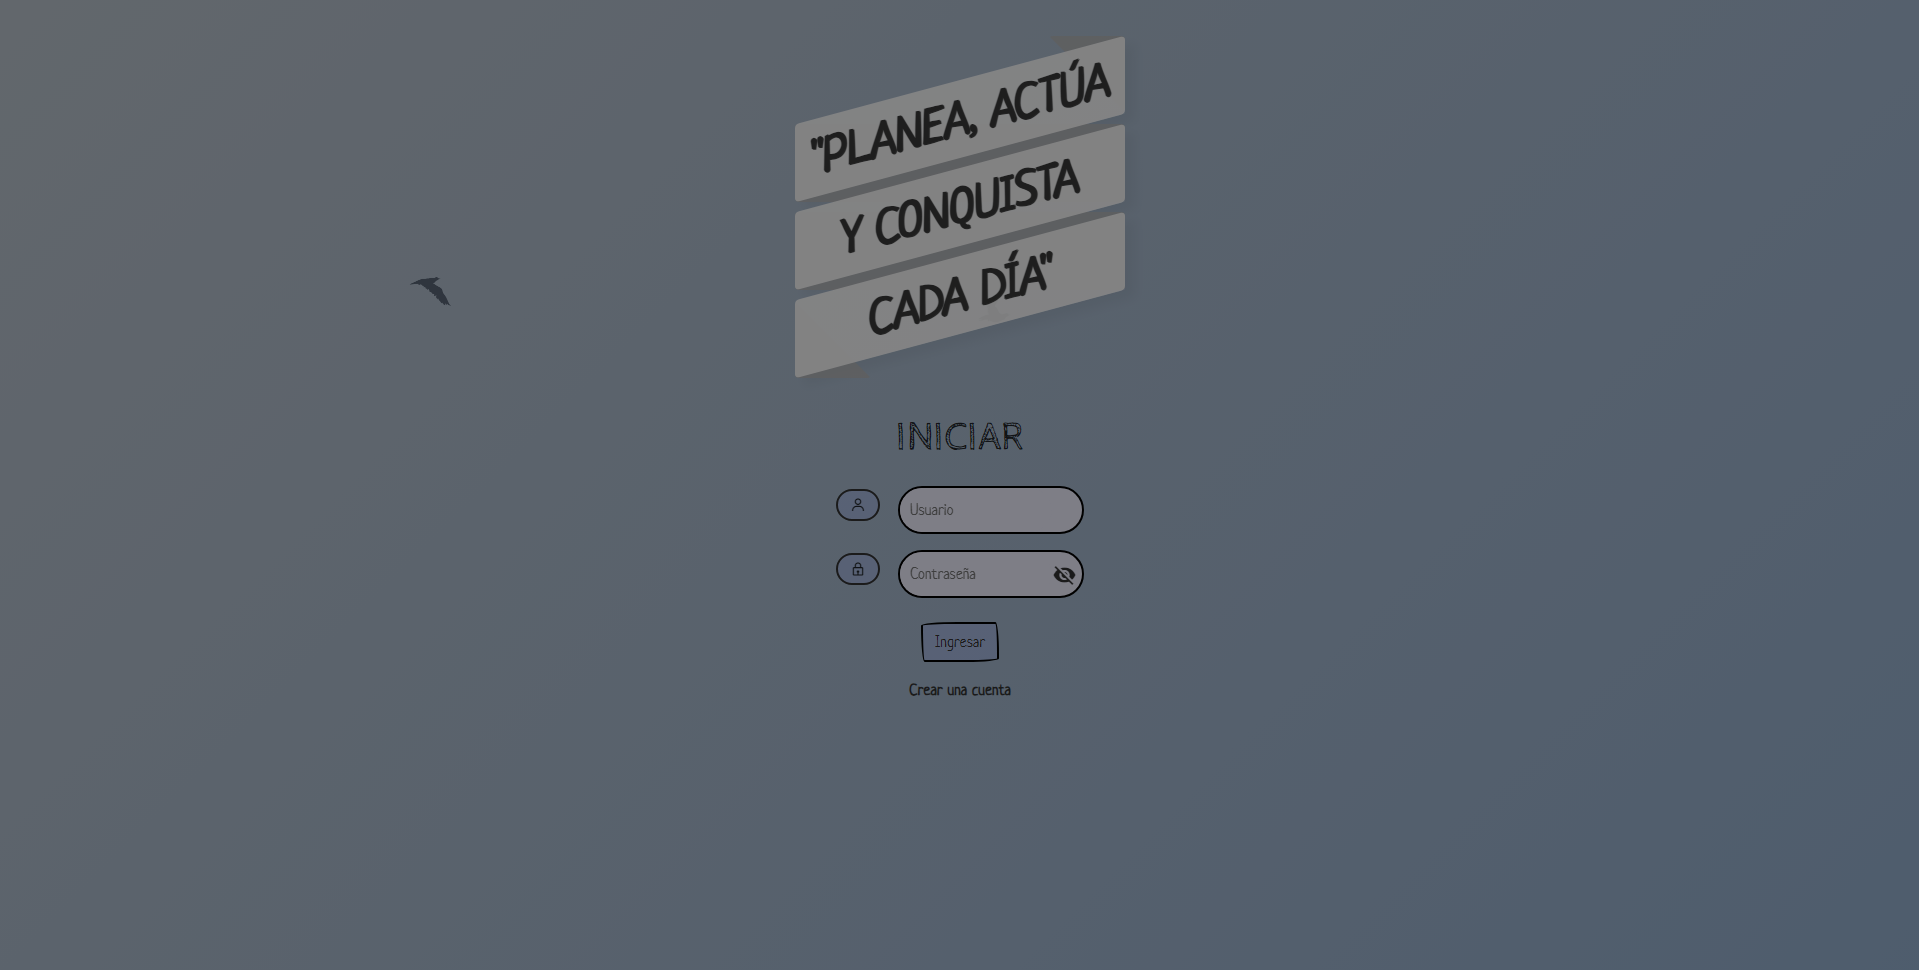 "PLANEA, ACTÚA
Y CONQUISTA
CADA DÍA"
INICIAR
Usuario
Contraseña
Ingresar
Crear una cuenta